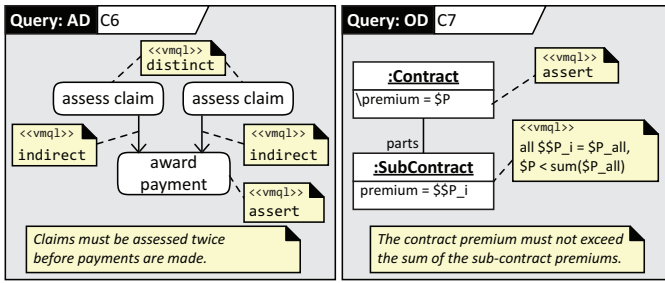 Query: AD C6
<<vmql>>
distinct
assess claim
assess claim
<<vmql>>
indirect
<<vmql>>
indirect
award
payment
<<vmql>>
assert
Claims must be assessed twice
before payments are made.
Query: OD C7
:Contract
\premium = $P
<<vmql>>
assert
parts
<<vmql>>
all $$P_i = $P_all,
$P < sum($P_all)
:SubContract
premium = $$P_i
The contract premium must not exceed
the sum of the sub-contract premiums.